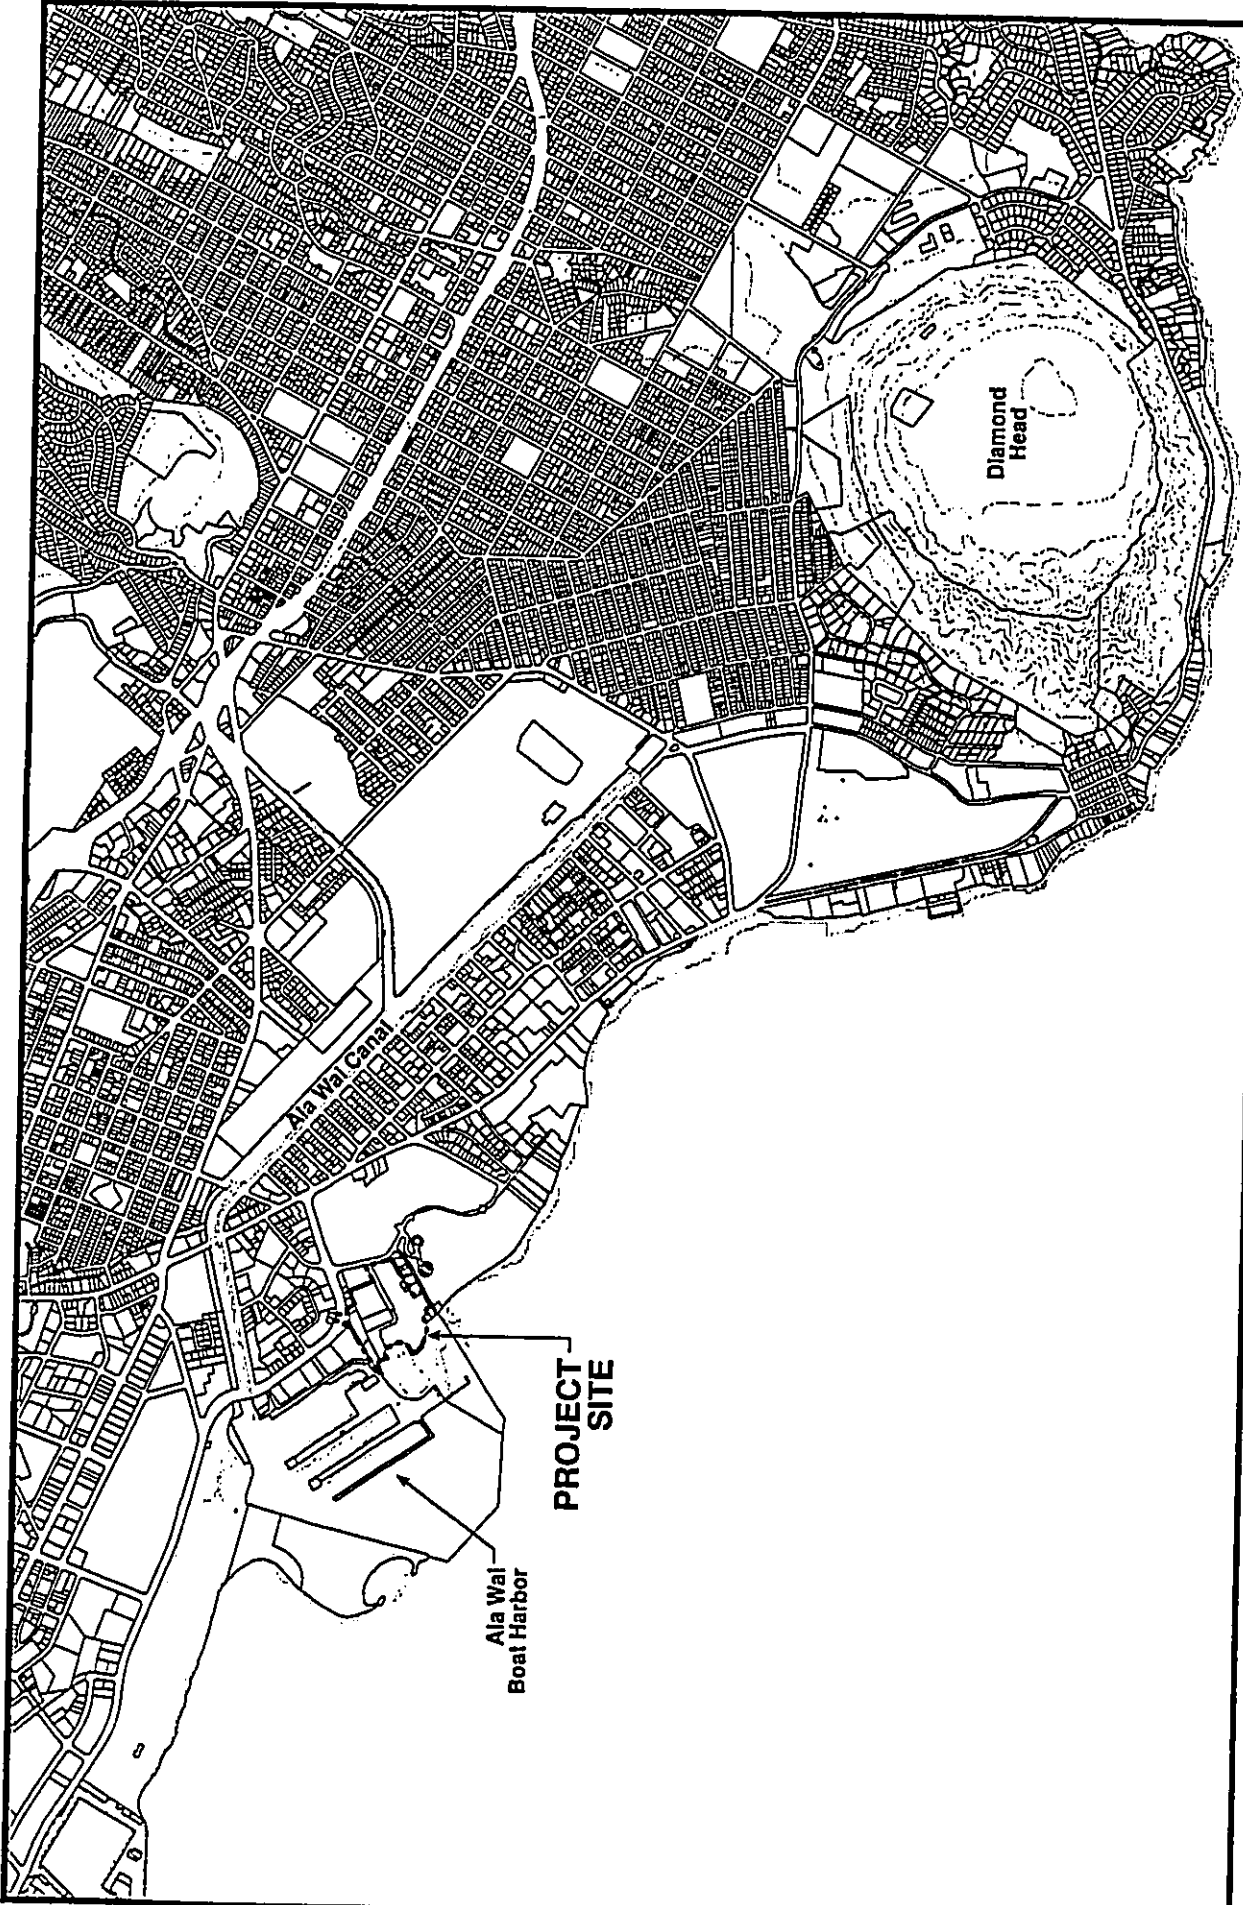 Diamond
Head
Ala Wai Canal
PROJECT
SITE
Ala Wai
Boat Harbor